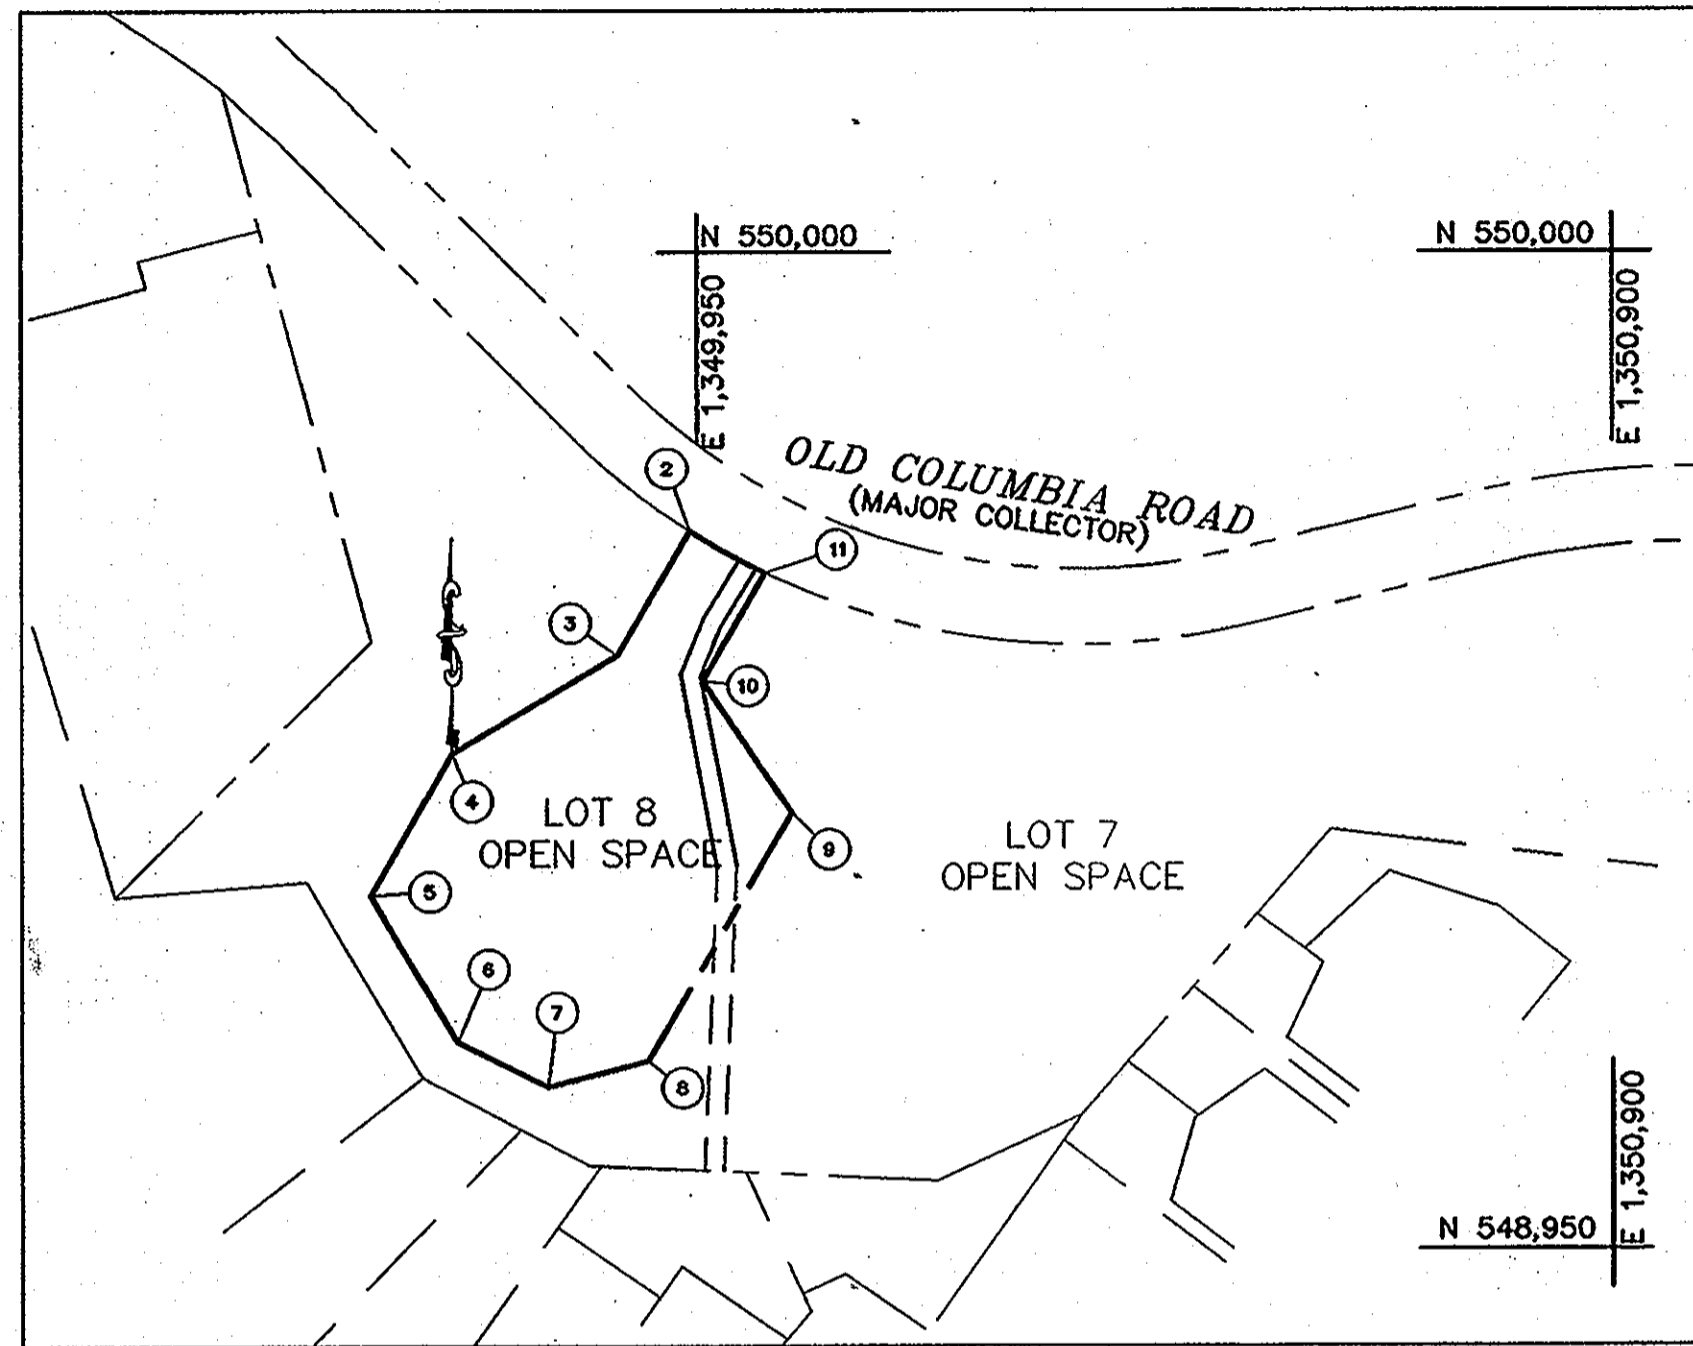 N 550,000
N 550,000
E 1,349,950
E 1,350,900
OLD COLUMBIA ROAD
(MAJOR COLLECTOR)
2
11
3
10
4
LOT 8
OPEN SPACE
9
LOT 7
OPEN SPACE
5
6
7
8
E 1,350,900
N 548,950